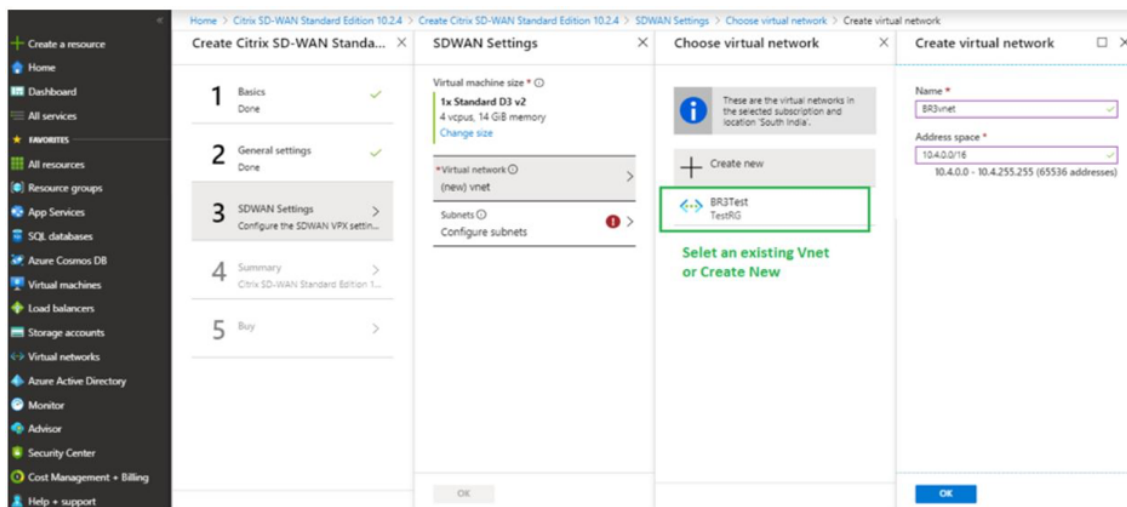 Home > Citrix SD-WAN Standard Edition 10.2.4 > Create Citrix SD-WAN Standard Edition 10.2.4 > SDWAN Settings > Choose virtual network > Create virtual network
«
Create a resource
Home
Dashboard
All services
FAVORITES
All resources
Resource groups
App Services
SQL databases
Azure Cosmos DB
Virtual machines
Load balancers
Storage accounts
Virtual networks
Azure Active Directory
Monitor
Advisor
Security Center
Cost Management + Billing
Help + support
Create Citrix SD-WAN Standa...
1
Basics
Done
2
General settings
Done
3
SDWAN Settings
Configure the SDWAN VPX settin...
4
Summary
Citrix SD-WAN Standard Edition 1...
5
Buy
SDWAN Settings
Virtual machine size *
1x Standard D3 v2
4 vcpus, 14 GiB memory
Change size
*Virtual network
(new) vnet
Subnets
Configure subnets
OK
Choose virtual network
These are the virtual networks in
the selected subscription and
location 'South India'.
Create new
BR3Test
TestRG
Selet an existing Vnet
or Create New
Create virtual network
Name *
BR3vnet
Address space *
10.4.0.0/16
10.4.0.0 - 10.4.255.255 (65536 addresses)
OK